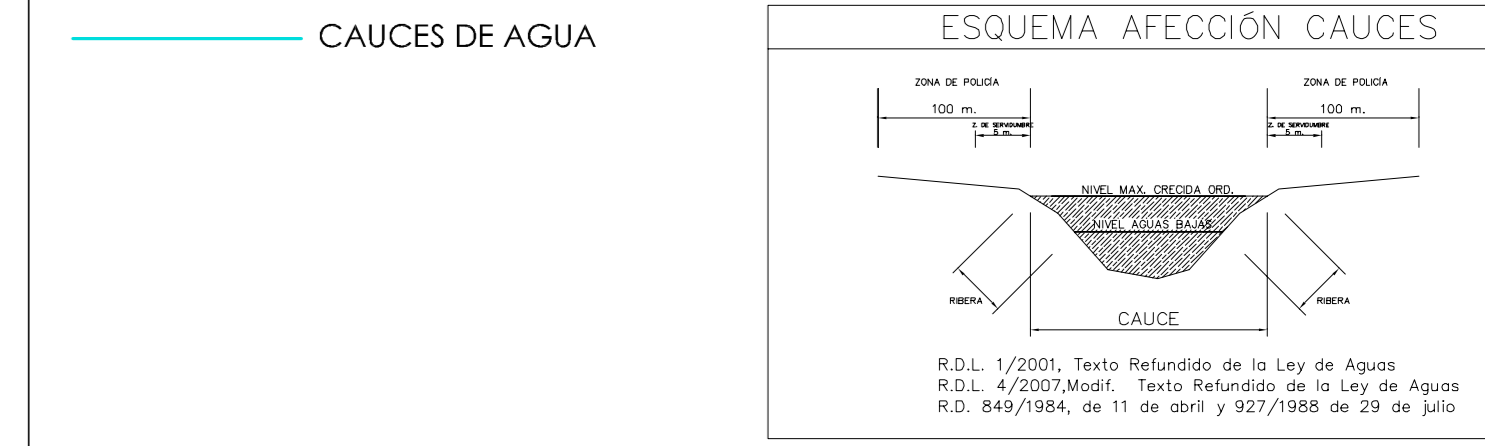 CAUCES DE AGUA
ESQUEMA AFECCIÓN CAUCES
ZONA DE POLICÍA
ZONA DE POLICÍA
100 m.
100 m.
Z. DE SERVIDUMBRE
Z. DE SERVIDUMBRE
5 m.
5 m.
NIVEL MAX. CRECIDA ORD.
NIVEL AGUAS BAJAS
RIBERA
RIBERA
CAUCE
R.D.L. 1/2001, Texto Refundido de la Ley de Aguas
R.D.L. 4/2007,Modif. Texto Refundido de la Ley de Aguas
R.D. 849/1984, de 11 de abril y 927/1988 de 29 de julio